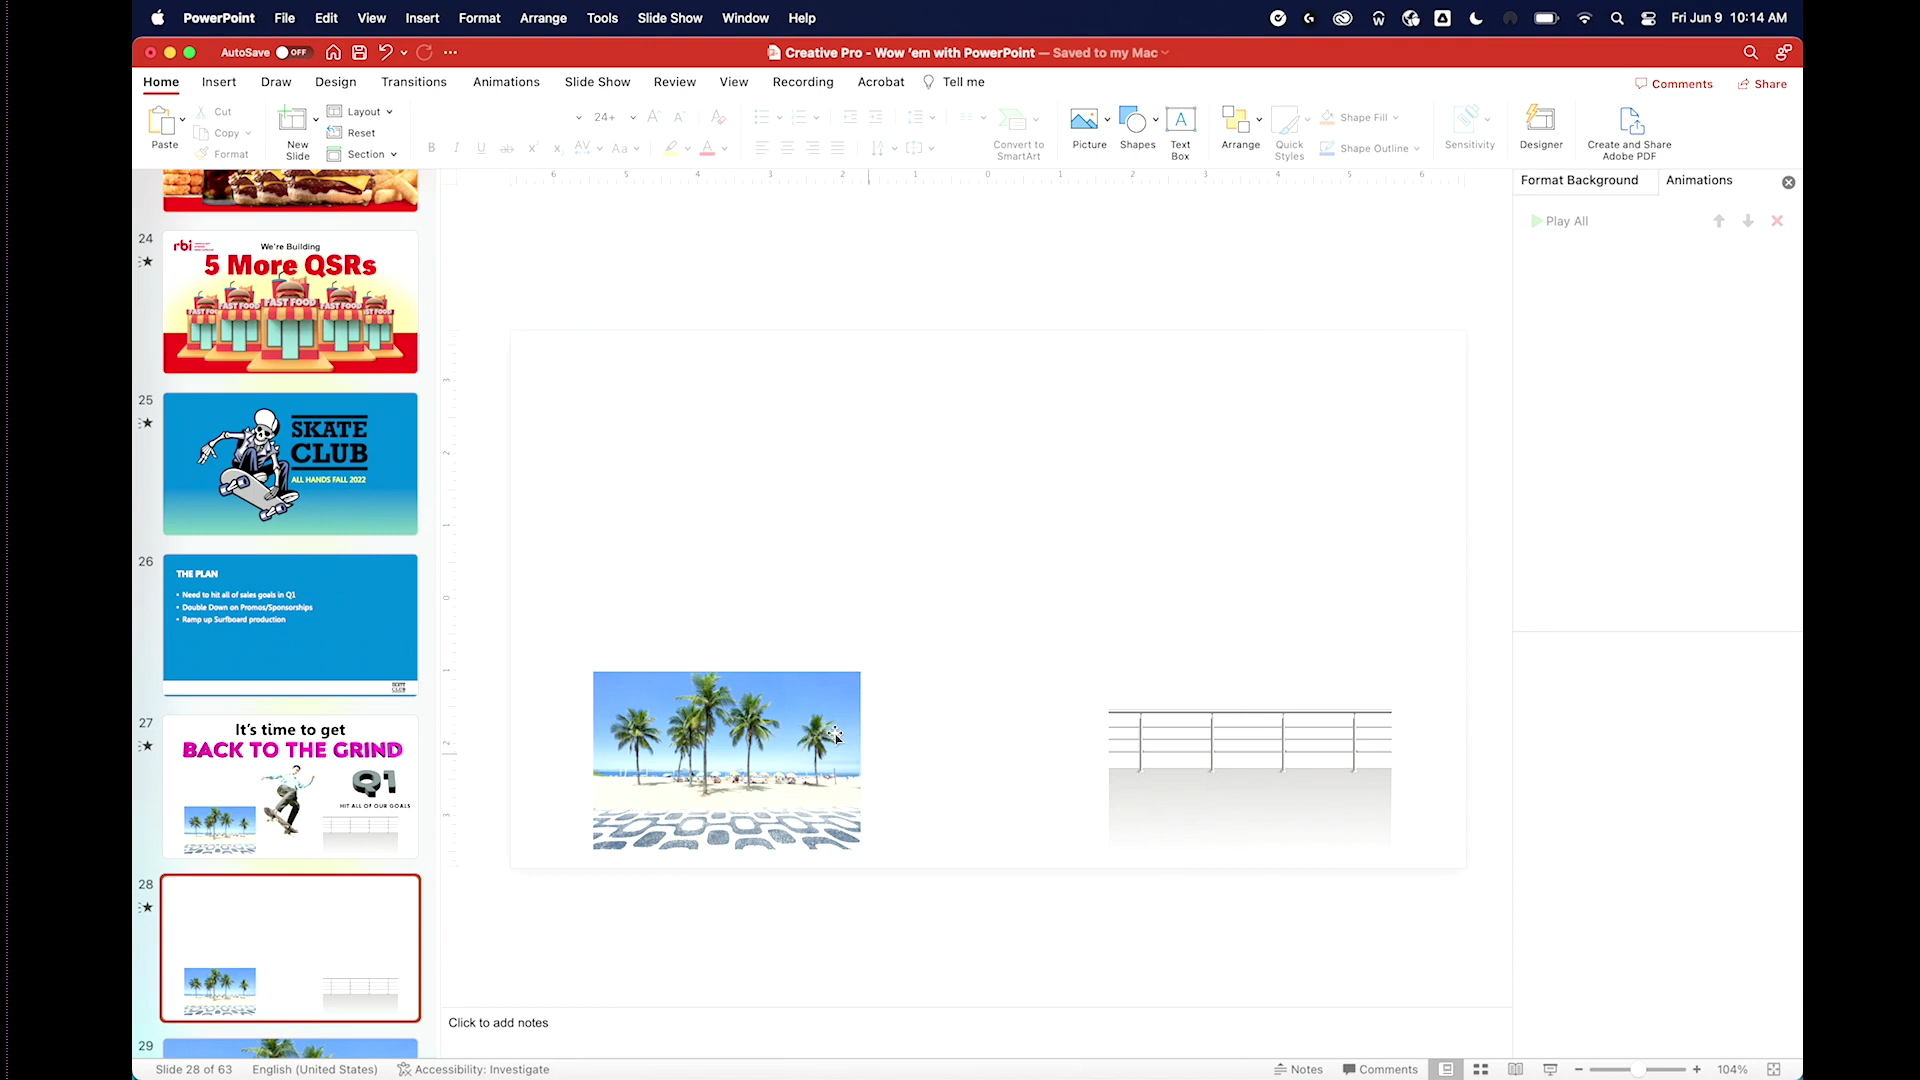 PowerPoint File Edit View Insert Format Arrange Tools Slide Show Window Help
Fri Jun 9 10:14 AM
AutoSave OFF
Creative Pro - Wow 'em with PowerPoint — Saved to my Mac
Home Insert Draw Design Transitions Animations Slide Show Review View Recording Acrobat Tell me
Comments Share
Paste
Cut
Copy
Format
New
Slide
Layout
Reset
Section
24+
Convert to
SmartArt
Picture
Shapes
Text
Box
Arrange
Quick
Styles
Shape Fill
Shape Outline
Sensitivity
Designer
Create and Share
Adobe PDF
Format Background
Animations
Play All
24
rbi
We're Building
5 More QSRs
FAST FOOD
25
SKATE
CLUB
ALL HANDS FALL 2022
26
THE PLAN
• Need to hit all of sales goals in Q1
• Double Down on Promos/Sponsorships
• Ramp up Surfboard production
SKATE
CLUB
27
It's time to get
BACK TO THE GRIND
Q1
HIT ALL OF OUR GOALS
28
29
Click to add notes
Slide 28 of 63 English (United States) Accessibility: Investigate
Notes Comments 104%